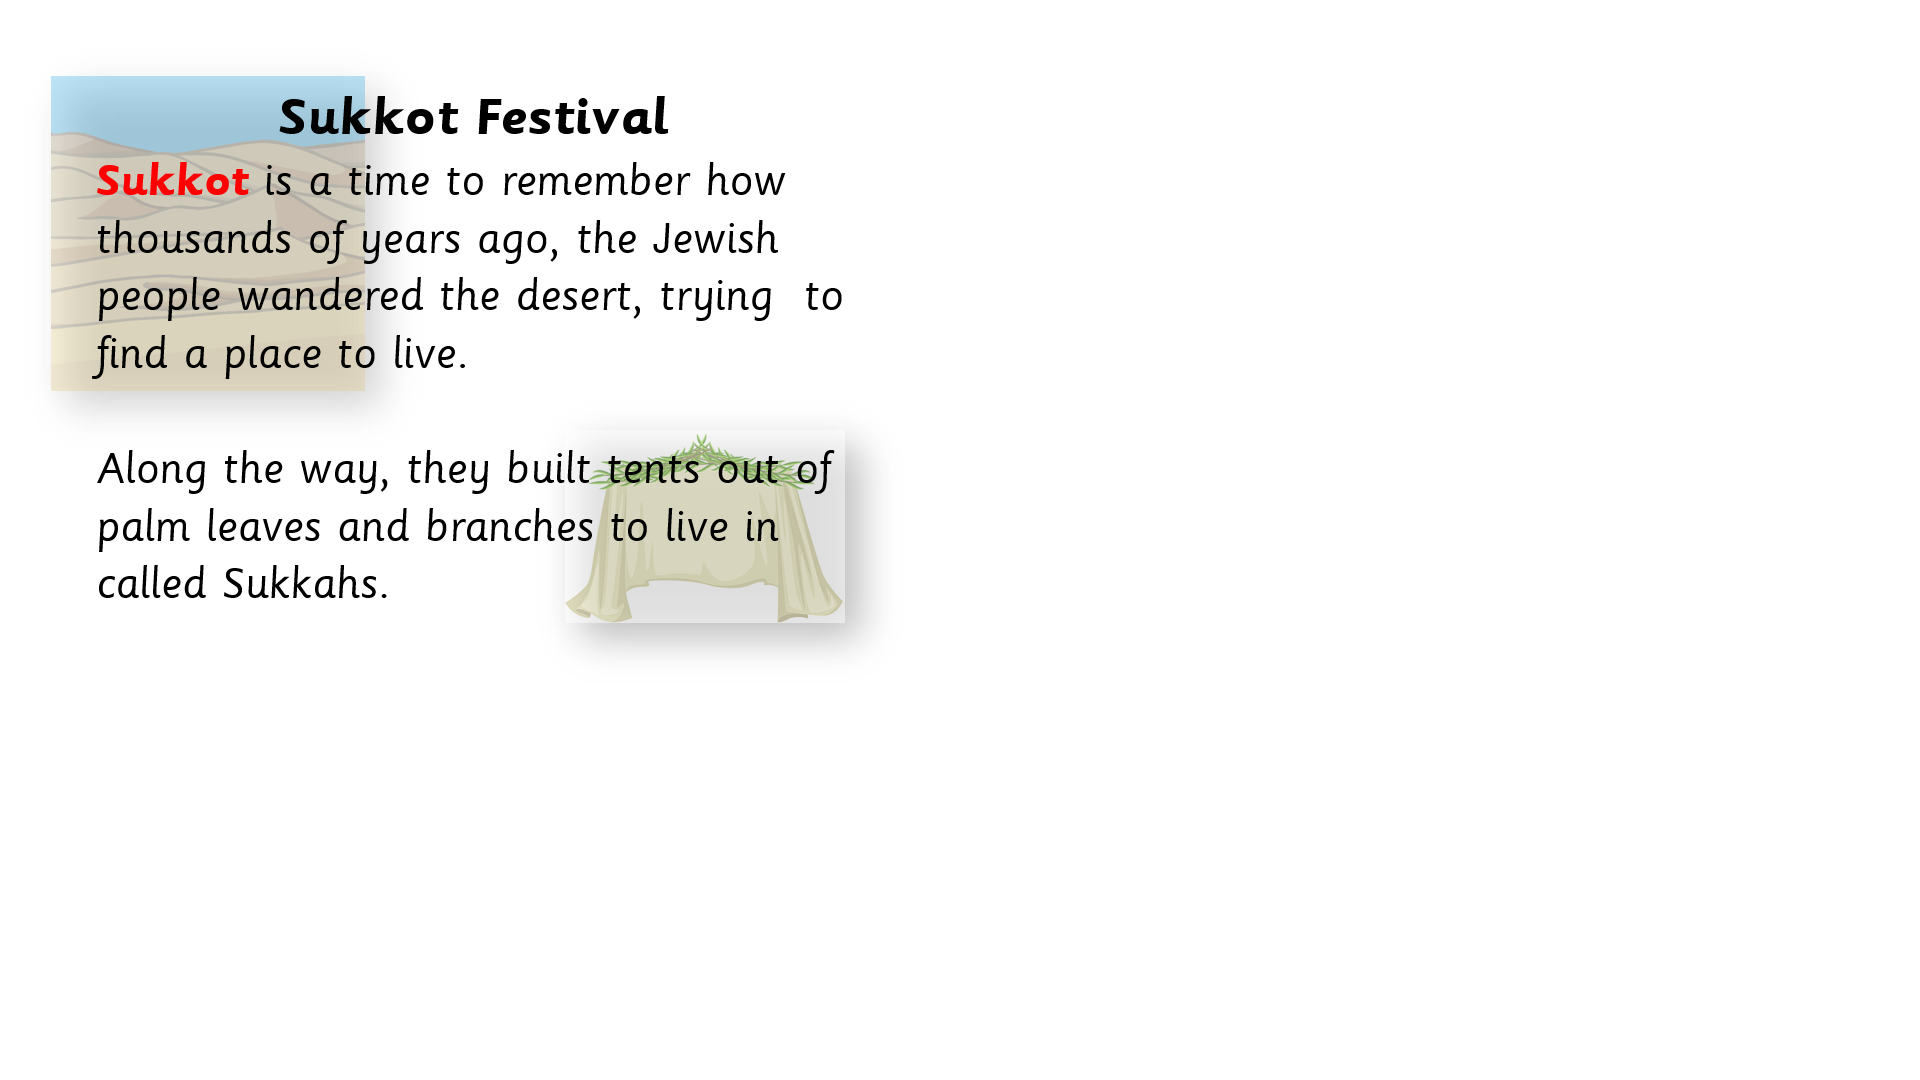 Sukkot Festival
Sukkot is a time to remember how
thousands of years ago, the Jewish
people wandered the desert, trying  to
find a place to live.
Along the way, they built tents out of
palm leaves and branches to live in
called Sukkahs.